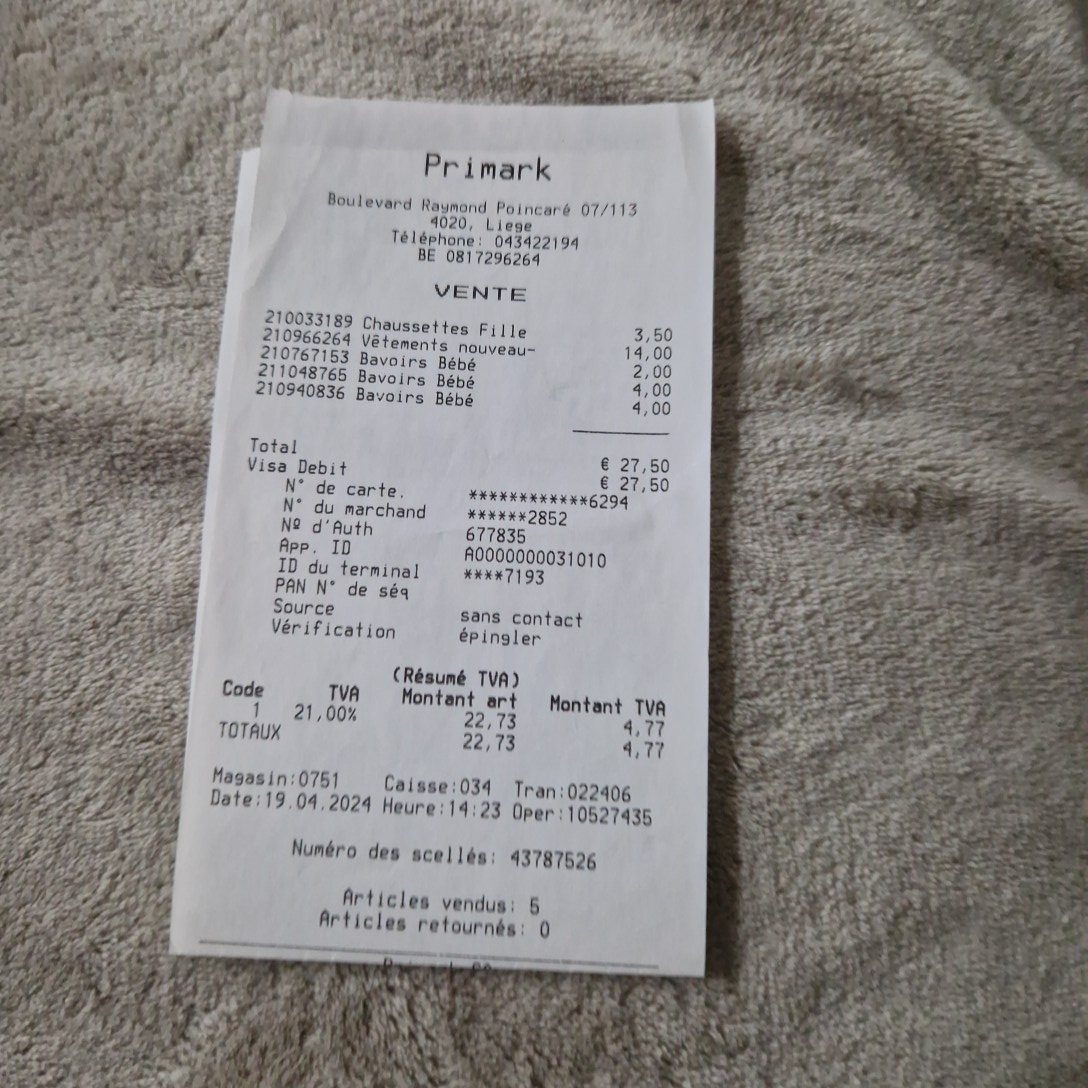 Primark
Boulevard Raymond Poincaré 07/113
4020, Liege
Téléphone: 043422194
BE 0817296264
VENTE
210033189 Chaussettes Fille 3,50
210966264 Vêtements nouveau- 14,00
210767153 Bavoirs Bébé 2,00
211048765 Bavoirs Bébé 4,00
210940836 Bavoirs Bébé 4,00
Total € 27,50
Visa Debit € 27,50
N° de carte. ************6294
N° du marchand ******2852
Nº d'Auth 677835
App. ID A0000000031010
ID du terminal ****7193
PAN N° de séq
Source sans contact
Vérification épingler
(Résumé TVA)
Code TVA Montant art Montant TVA
1 21,00% 22,73 4,77
TOTAUX 22,73 4,77
Magasin:0751 Caisse:034 Tran:022406
Date:19.04.2024 Heure:14:23 Oper:10527435
Numéro des scellés: 43787526
Articles vendus: 5
Articles retournés: 0